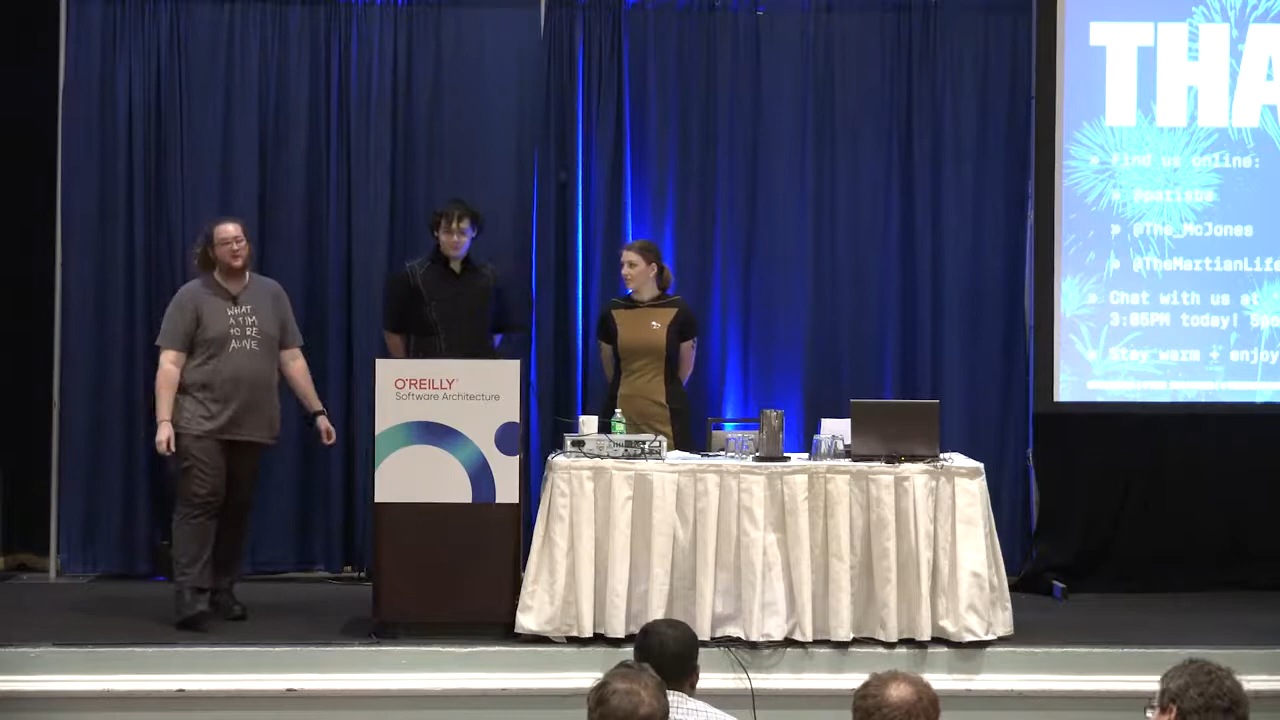 WHAT
A TIM
TO BE
ALIVE
O'REILLY
Software Architecture
THA
» Find us online:
» @parisba
» @The_McJones
» @TheMartianLife
» Chat with us at
3:05PM today!
» Stay warm + enjoy